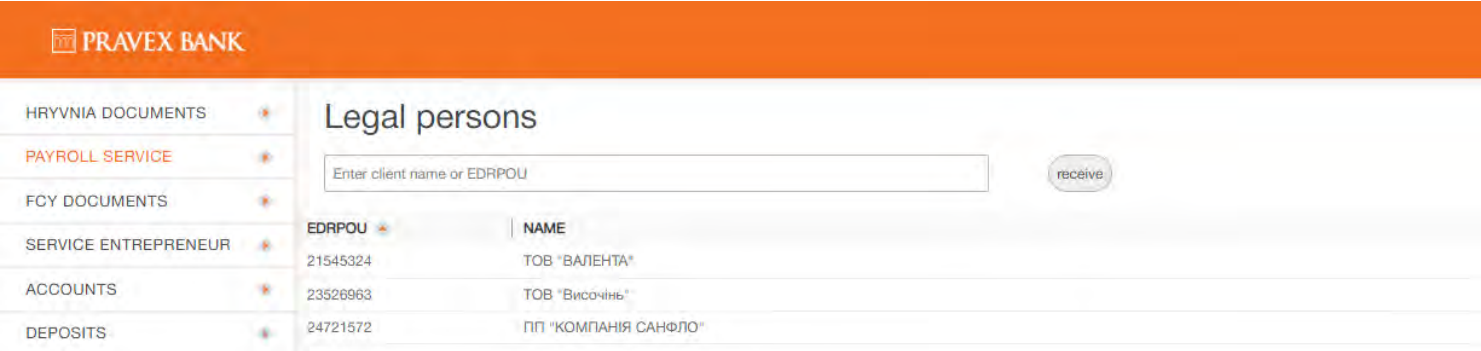 PRAVEX BANK
HRYVNIA DOCUMENTS
PAYROLL SERVICE
FCY DOCUMENTS
SERVICE ENTREPRENEUR
ACCOUNTS
DEPOSITS
Legal persons
Enter client name or EDRPOU
receive
EDRPOU NAME
21545324 ТОВ "ВАЛЕНТА"
23526963 ТОВ "Височінь"
24721572 ПП "КОМПАНІЯ САНФЛО"